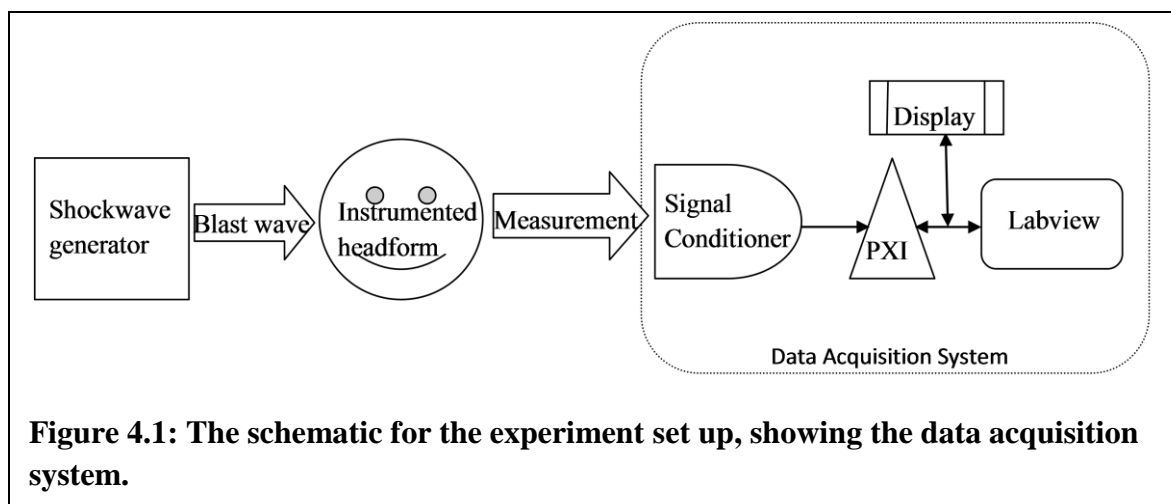 Shockwave
generator
Blast wave
Instrumented
headform
Measurement
Signal
Conditioner
PXI
Display
Labview
Data Acquisition System
Figure 4.1: The schematic for the experiment set up, showing the data acquisition
system.